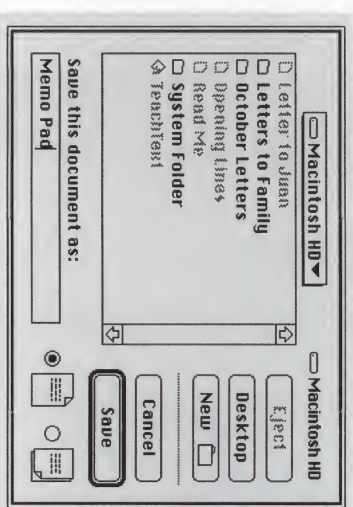 Macintosh HD
Macintosh HD
Letter to Juan
Letters to Family
October Letters
Opening Lines
Read Me
System Folder
TeachText
Eject
Desktop
New
Cancel
Save
Save this document as:
Memo Pad